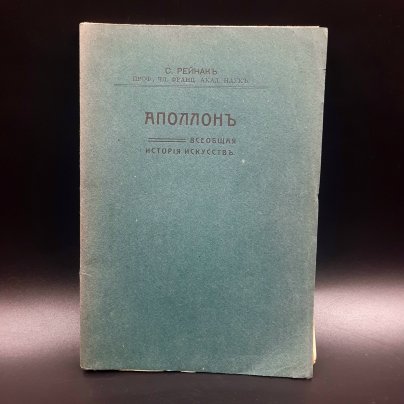 С. РЕЙНАКЪ.
ПРОФ., ЧЛ. ФРАНЦ. АКАД. НАУКЪ.
АПОЛЛОНЪ
ВСЕОБЩАЯ
ИСТОРІЯ ИСКУССТВЪ.